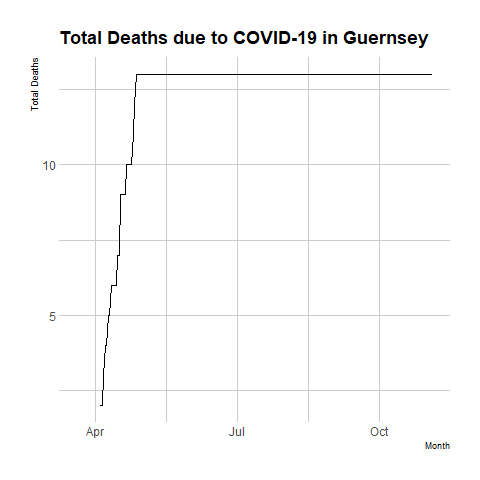 Total Deaths due to COVID-19 in Guernsey
Total Deaths
10
5
Apr Jul Oct
Month